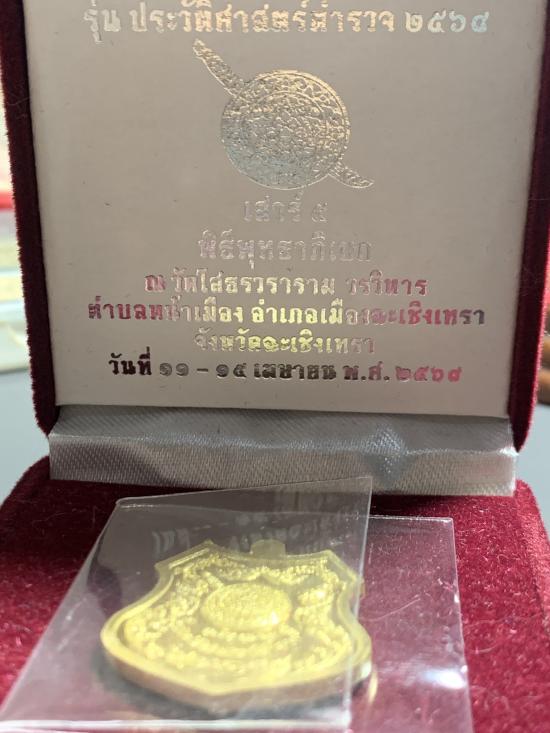 รุ่น ประวัติศาสตร์ตำรวจ ๒๕๖๔
เสาร์ ๕
พิธีพุทธาภิเษก
ณ วัดโสธรวราราม วรวิหาร
ตำบลหน้าเมือง อำเภอเมืองฉะเชิงเทรา
จังหวัดฉะเชิงเทรา
วันที่ ๑๑ - ๑๕ เมษายน พ.ศ. ๒๕๖๔